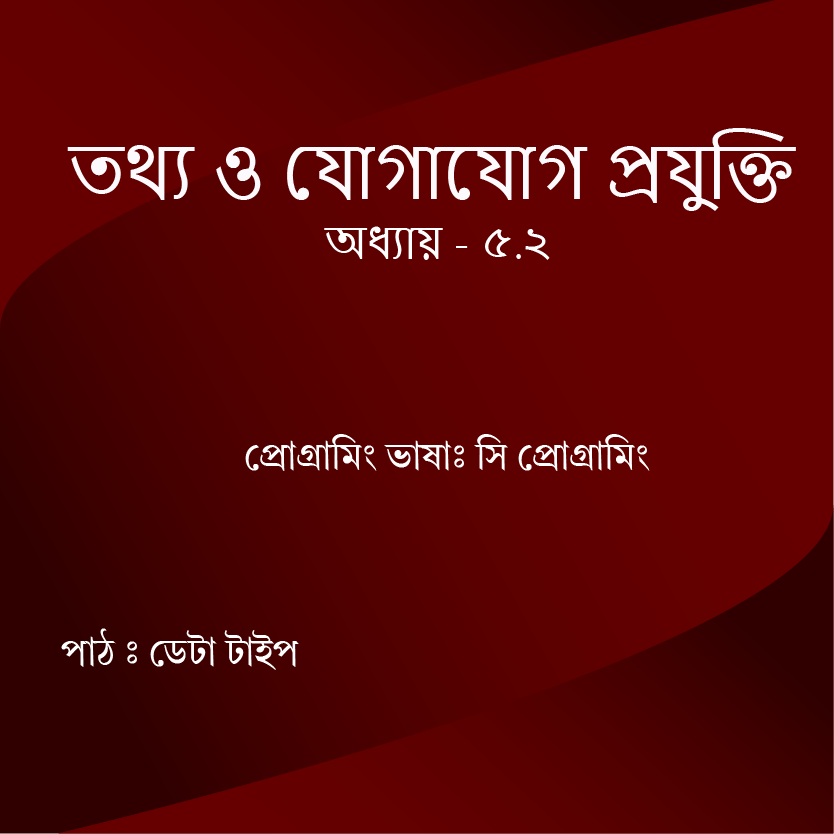 তথ্য ও যোগাযোগ প্রযুক্তি
অধ্যায় - ৫.২
প্রোগ্রামিং ভাষাঃ সি প্রোগ্রামিং
পাঠ ঃ ডেটা টাইপ